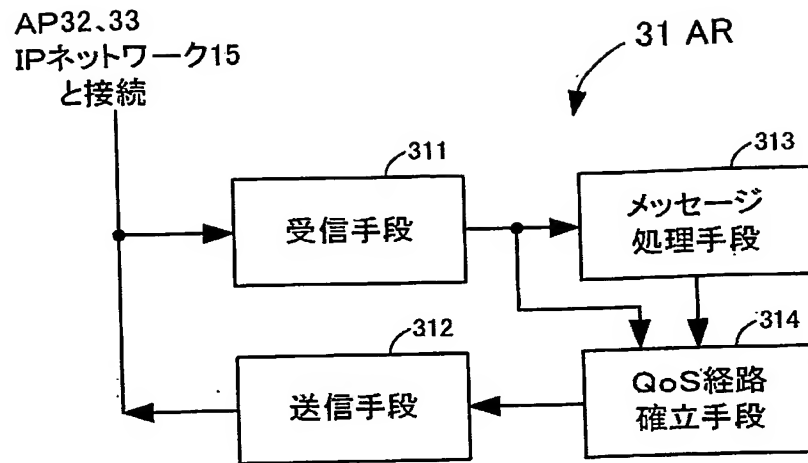 AP32、33
IPネットワーク15
と接続
31 AR
311
受信手段
313
メッセージ
処理手段
312
送信手段
314
QoS経路
確立手段